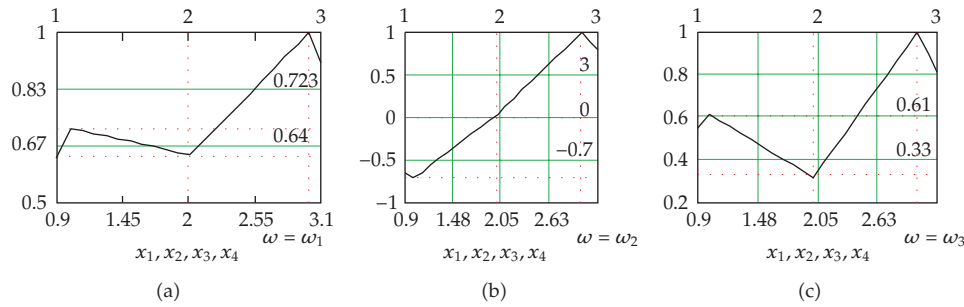 1 2 3
1
0.83
0.67
0.5
0.723
0.64
0.9 1.45 2 2.55 3.1
ω = ω1
x1, x2, x3, x4
(a)
1 2 3
1
0.5
0
−0.5
−1
3
0
−0.7
0.9 1.48 2.05 2.63
ω = ω2
x1, x2, x3, x4
(b)
1 2 3
1
0.8
0.6
0.4
0.2
0.61
0.33
0.9 1.48 2.05 2.63
ω = ω3
x1, x2, x3, x4
(c)